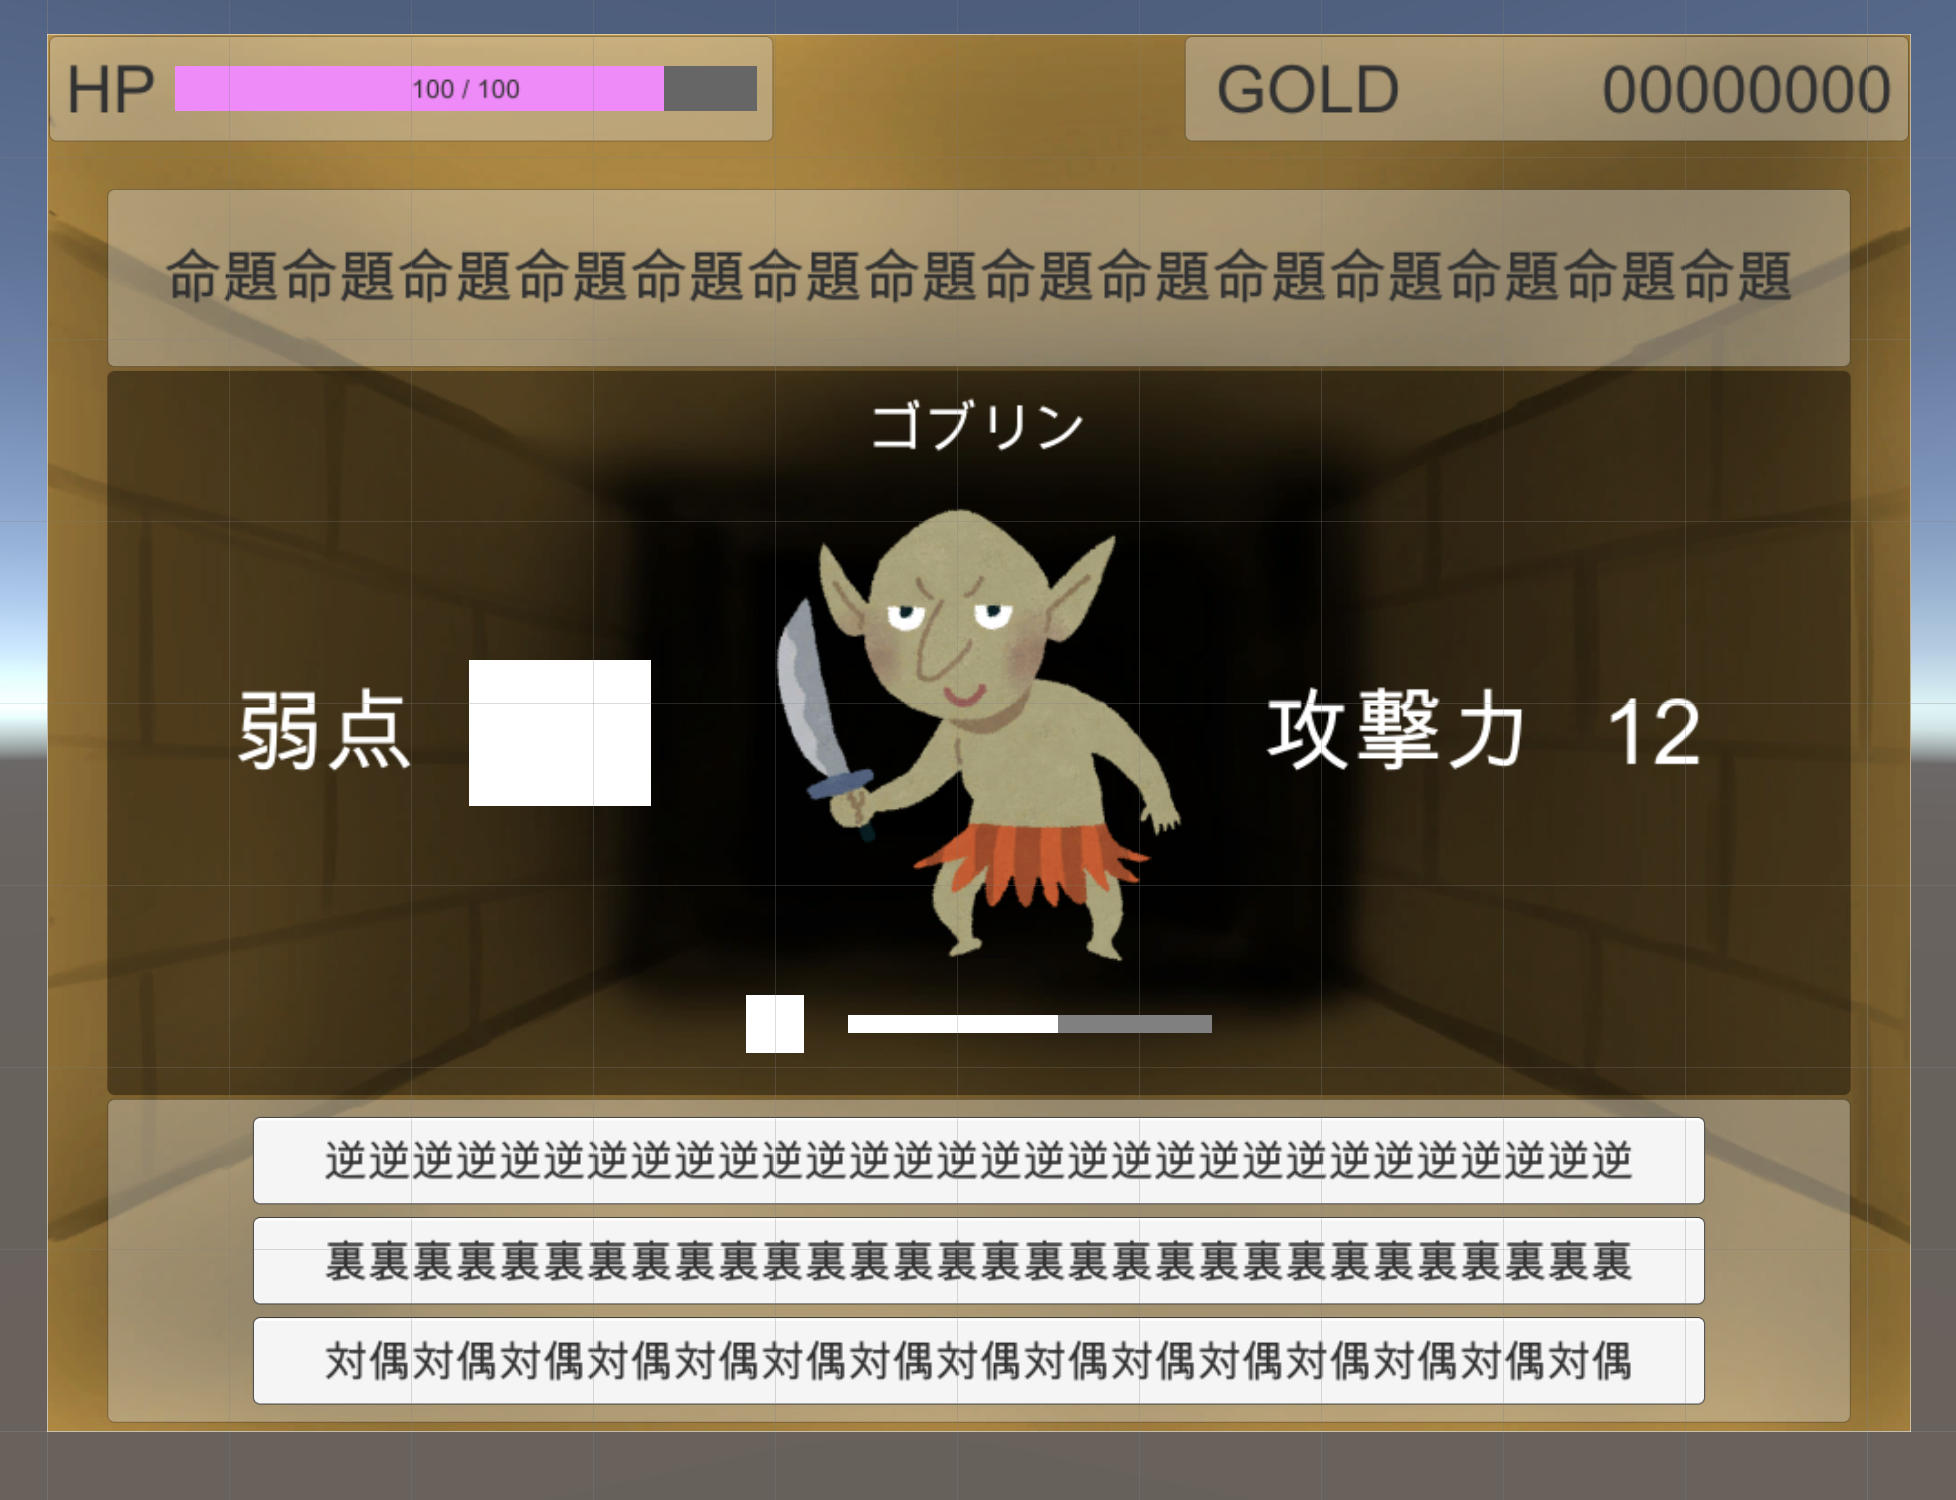 HP 100 / 100
GOLD 00000000
命題命題命題命題命題命題命題命題命題命題命題命題命題命題
ゴブリン
弱点
攻撃力 12
逆逆逆逆逆逆逆逆逆逆逆逆逆逆逆逆逆逆逆逆逆逆逆逆逆逆逆逆逆逆
裏裏裏裏裏裏裏裏裏裏裏裏裏裏裏裏裏裏裏裏裏裏裏裏裏裏裏裏裏裏
対偶対偶対偶対偶対偶対偶対偶対偶対偶対偶対偶対偶対偶対偶対偶